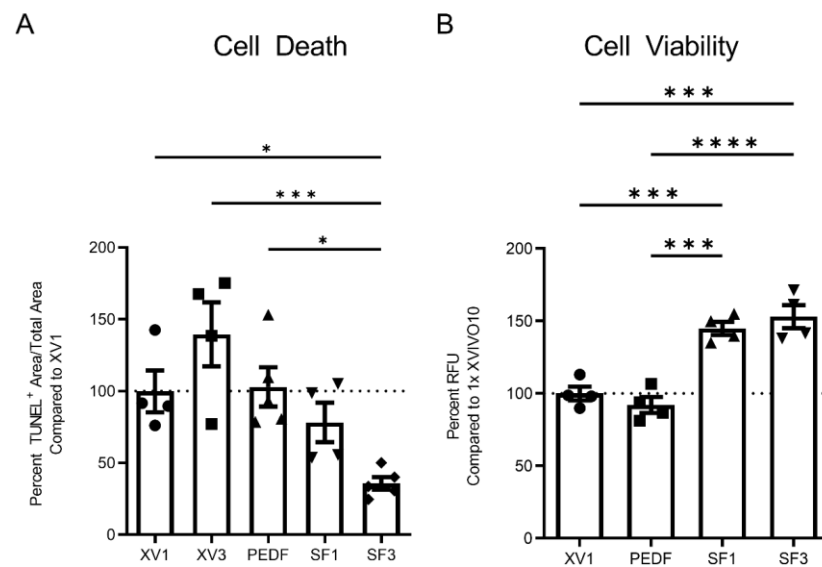 A
Cell Death
*
***
*
200
150
100
50
0
Percent TUNEL⁺ Area/Total Area
Compared to XV1
XV1 XV3 PEDF SF1 SF3
B
Cell Viability
***
****
***
***
200
150
100
50
0
Percent RFU
Compared to 1x XVIVO10
XV1 PEDF SF1 SF3